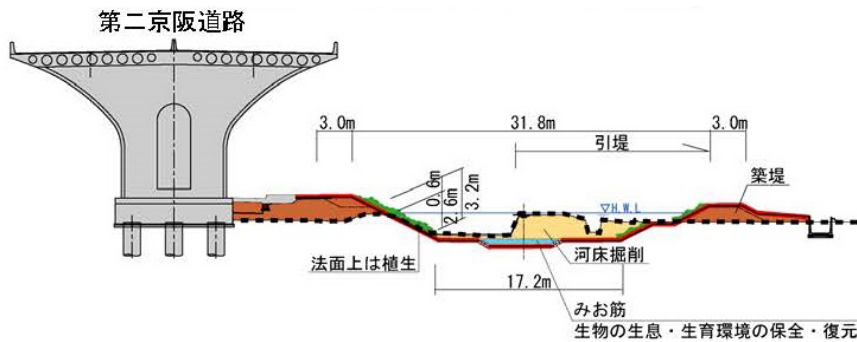 第二京阪道路
3.0m
31.8m
3.0m
引堤
0.6m
2.6m
3.2m
築堤
▽H.W.L
法面上は植生
河床掘削
17.2m
みお筋
生物の生息・生育環境の保全・復元